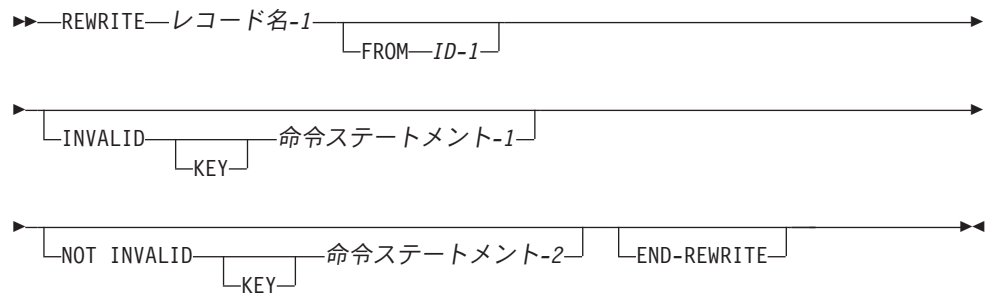 REWRITE レコード名-1
FROM ID-1
INVALID 命令ステートメント-1
KEY
NOT INVALID 命令ステートメント-2 END-REWRITE
KEY